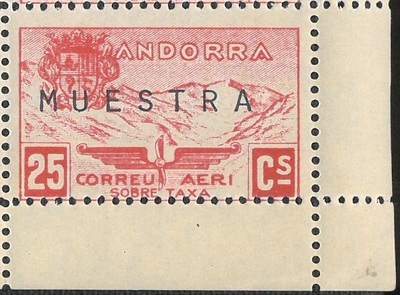 ANDORRA
MUESTRA
25 Cs
CORREU AERI
SOBRE TAXA